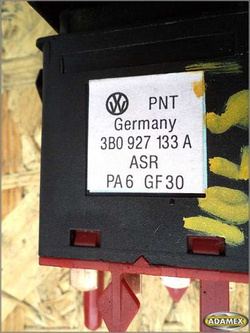 PNT
Germany
3B0 927 133 A
ASR
PA6 GF30
ADAMEX